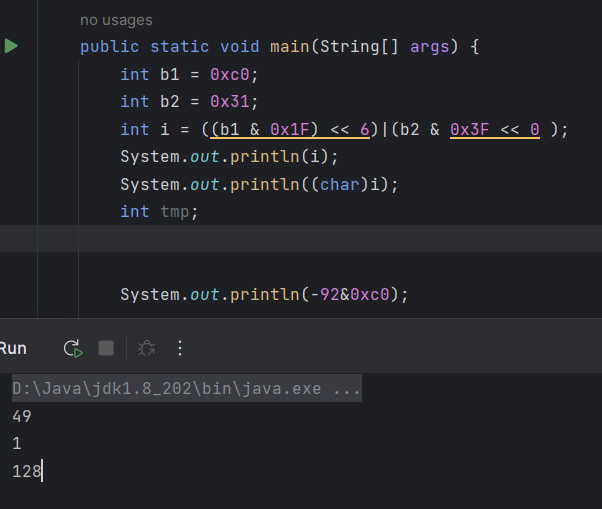 no usages
public static void main(String[] args) {
int b1 = 0xc0;
int b2 = 0x31;
int i = ((b1 & 0x1F) << 6)|(b2 & 0x3F << 0 );
System.out.println(i);
System.out.println((char)i);
int tmp;
System.out.println(-92&0xc0);
Run
D:\Java\jdk1.8_202\bin\java.exe ...
49
1
128